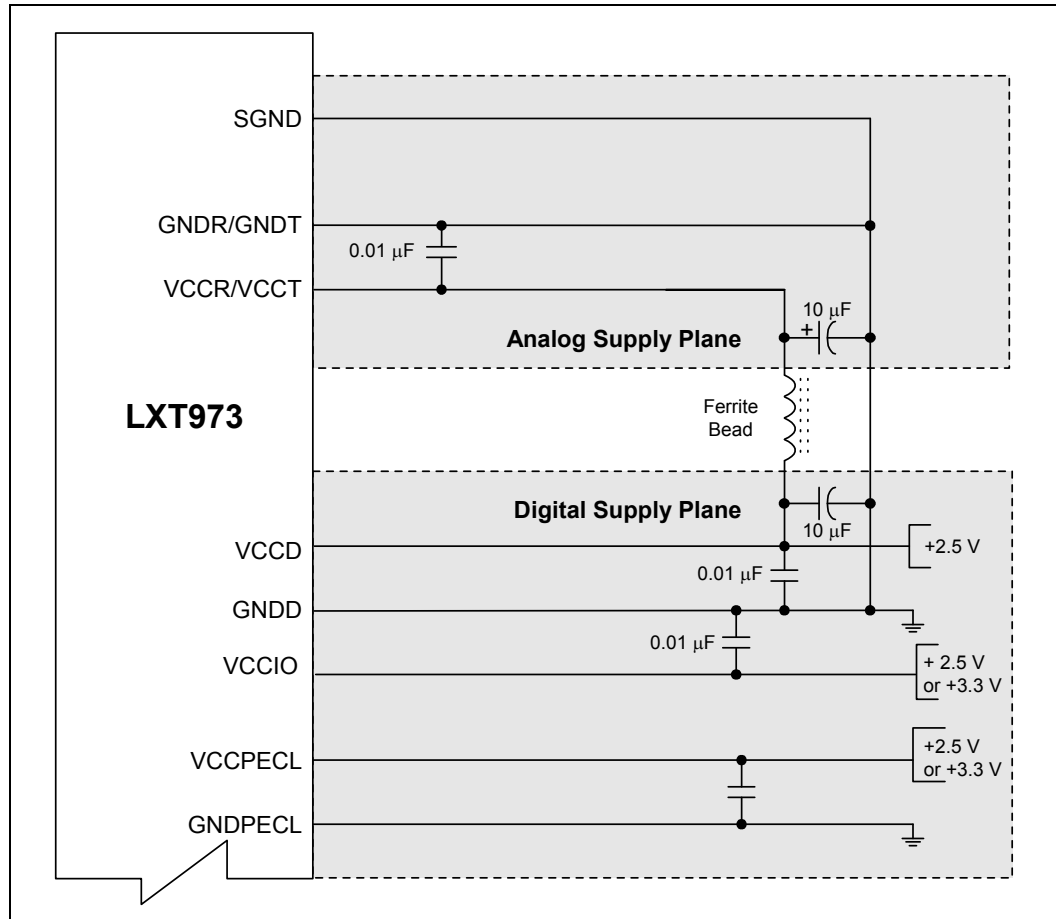 SGND
GNDR/GNDT
0.01 μF
VCCR/VCCT
10 μF
+
Analog Supply Plane
LXT973
Ferrite
Bead
Digital Supply Plane
10 μF
VCCD
+2.5 V
0.01 μF
GNDD
0.01 μF
VCCIO
+ 2.5 V
or +3.3 V
VCCPECL
+2.5 V
or +3.3 V
GNDPECL